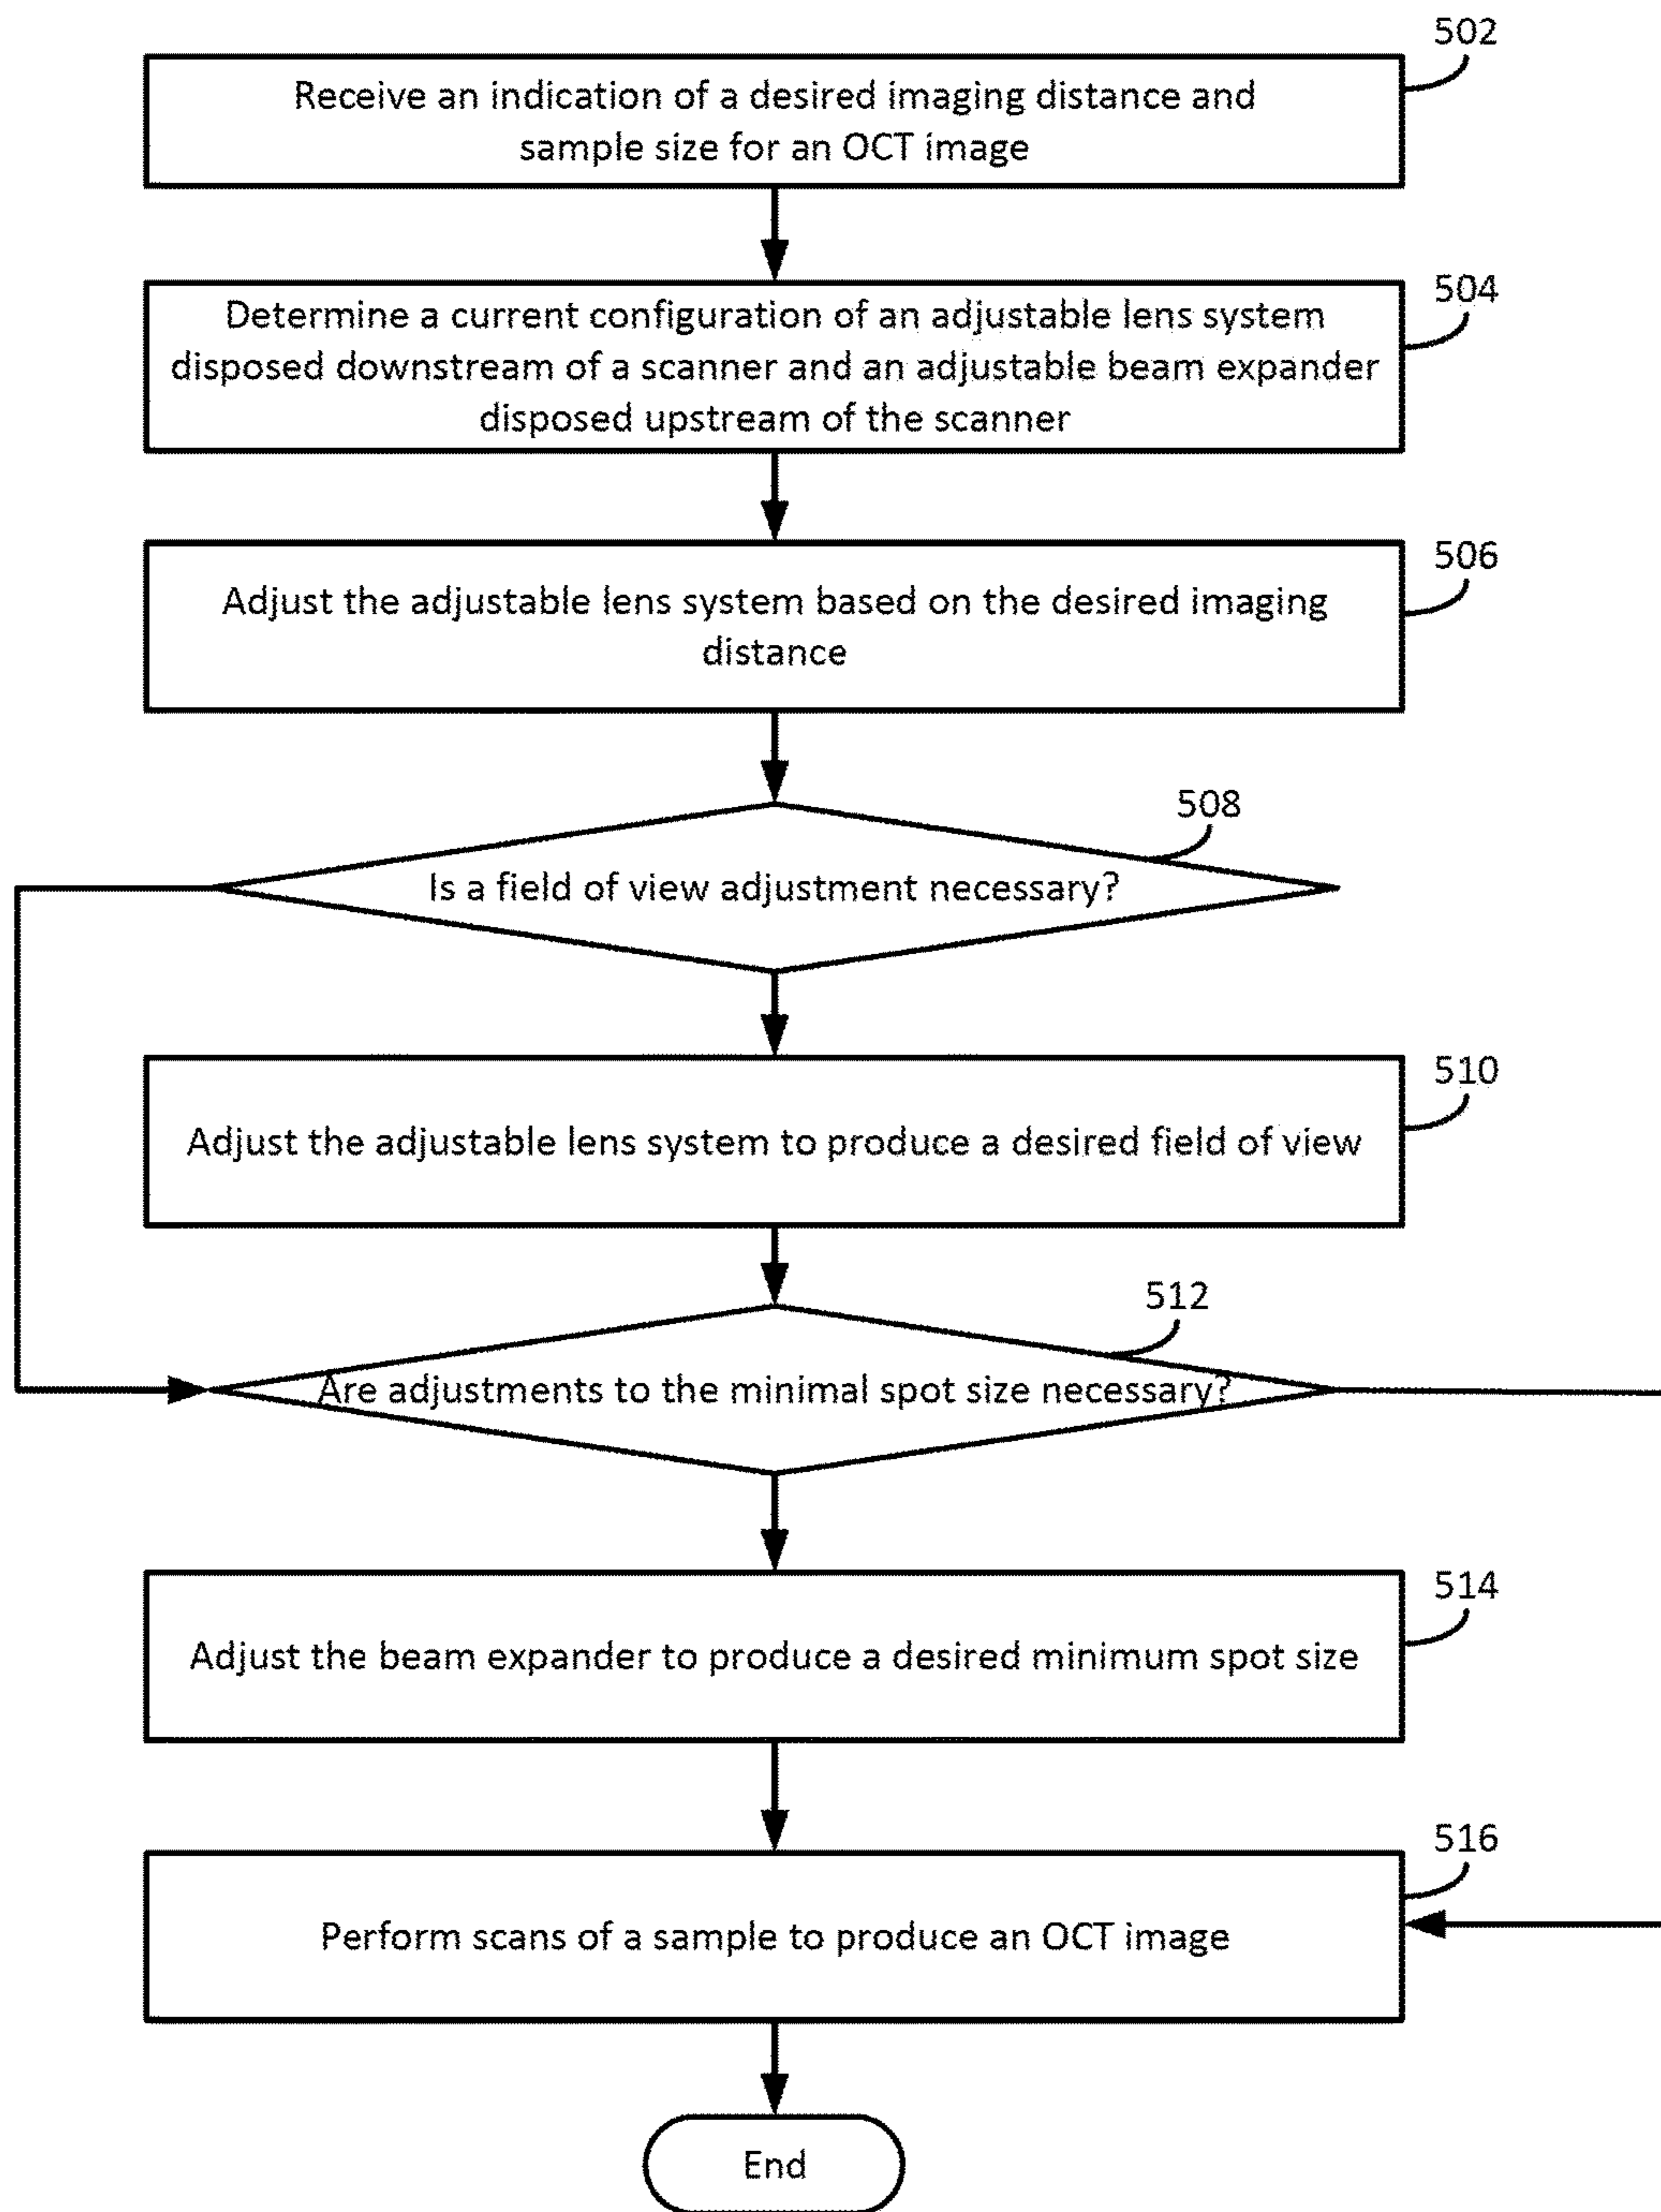 502
Receive an indication of a desired imaging distance and
sample size for an OCT image
504
Determine a current configuration of an adjustable lens system
disposed downstream of a scanner and an adjustable beam expander
disposed upstream of the scanner
506
Adjust the adjustable lens system based on the desired imaging
distance
508
Is a field of view adjustment necessary?
510
Adjust the adjustable lens system to produce a desired field of view
512
Are adjustments to the minimal spot size necessary?
514
Adjust the beam expander to produce a desired minimum spot size
516
Perform scans of a sample to produce an OCT image
End